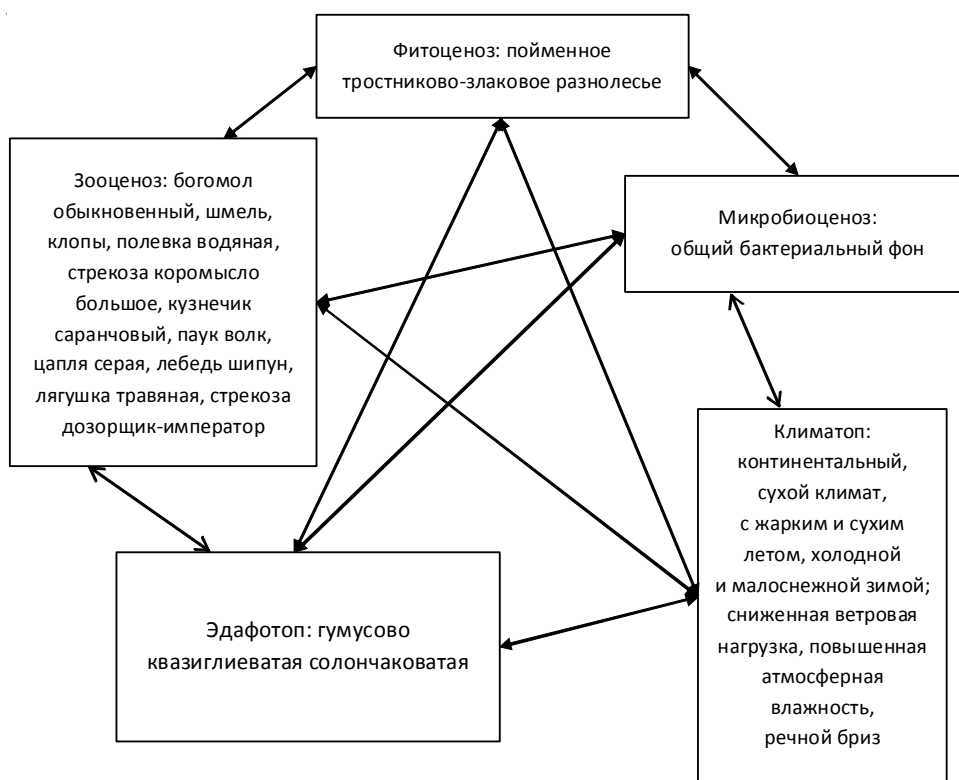 Фитоценоз: пойменное
тростниково-злаковое разнолесье
Зооценоз: богомол
обыкновенный, шмель,
клопы, полевка водяная,
стрекоза коромысло
большое, кузнечик
саранчовый, паук волк,
цапля серая, лебедь шипун,
лягушка травяная, стрекоза
дозорщик-император
Микробиоценоз:
общий бактериальный фон
Климатоп:
континентальный,
сухой климат,
с жарким и сухим
летом, холодной
и малоснежной зимой;
сниженная ветровая
нагрузка, повышенная
атмосферная
влажность,
речной бриз
Эдафотоп: гумусово
квазиглиеватая солончаковатая